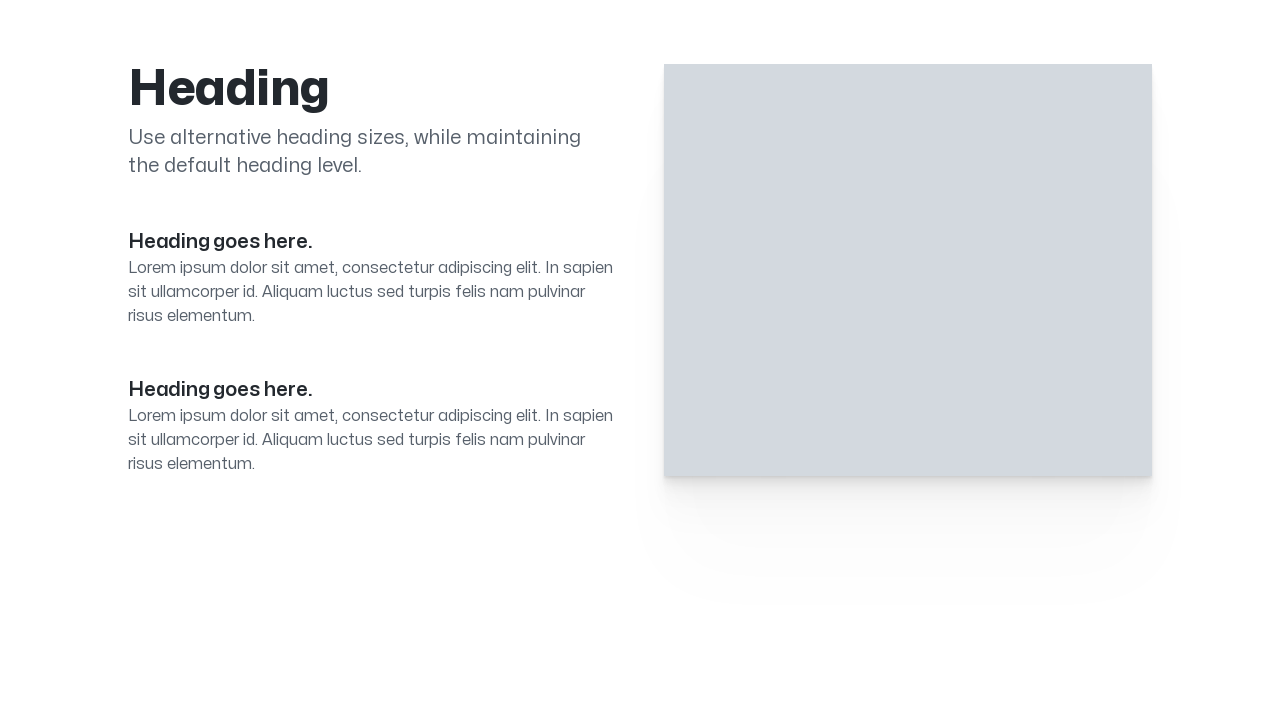 Heading
Use alternative heading sizes, while maintaining
the default heading level.
Heading goes here.
Lorem ipsum dolor sit amet, consectetur adipiscing elit. In sapien
sit ullamcorper id. Aliquam luctus sed turpis felis nam pulvinar
risus elementum.
Heading goes here.
Lorem ipsum dolor sit amet, consectetur adipiscing elit. In sapien
sit ullamcorper id. Aliquam luctus sed turpis felis nam pulvinar
risus elementum.